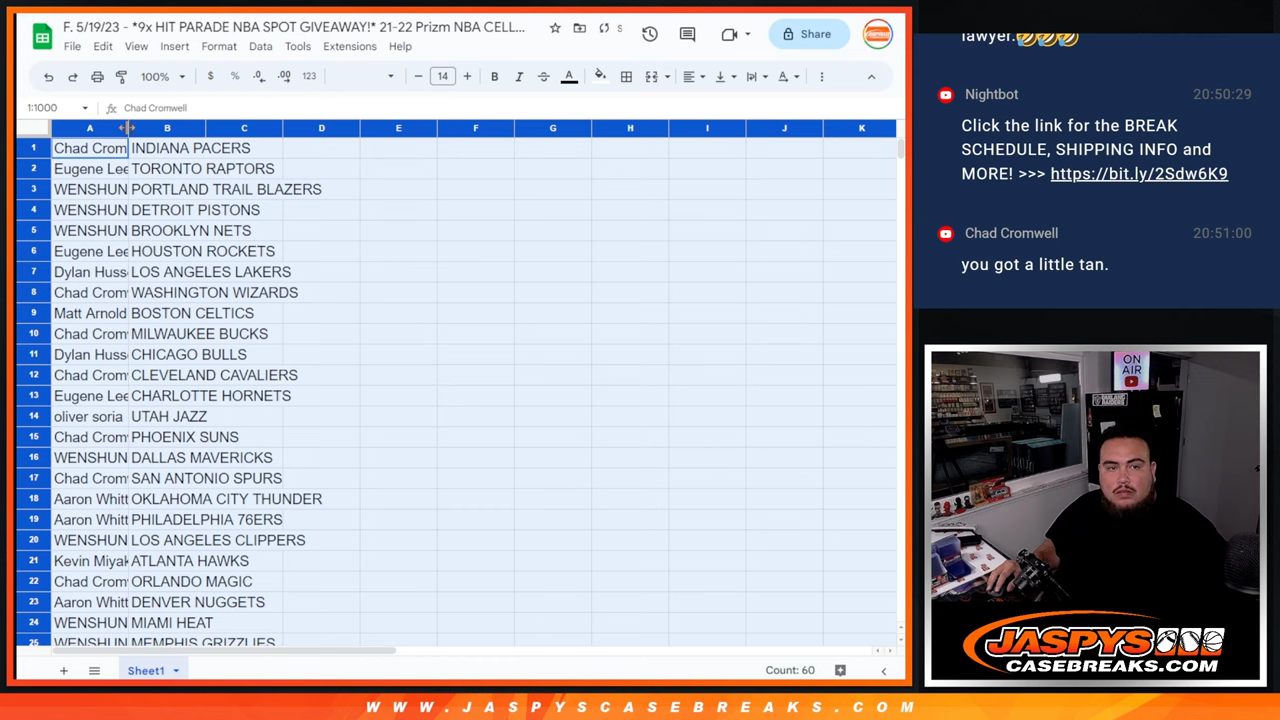 F. 5/19/23 - *9x HIT PARADE NBA SPOT GIVEAWAY!* 21-22 Prizm NBA CELL...
File Edit View Insert Format Data Tools Extensions Help
Share
100% $ % .0 .00 123 14 B I A
1:1000 fx Chad Cromwell
A B C D E F G H I J K
1 Chad Crom INDIANA PACERS
2 Eugene Lee TORONTO RAPTORS
3 WENSHUN PORTLAND TRAIL BLAZERS
4 WENSHUN DETROIT PISTONS
5 WENSHUN BROOKLYN NETS
6 Eugene Lee HOUSTON ROCKETS
7 Dylan Huss LOS ANGELES LAKERS
8 Chad Crom WASHINGTON WIZARDS
9 Matt Arnold BOSTON CELTICS
10 Chad Crom MILWAUKEE BUCKS
11 Dylan Huss CHICAGO BULLS
12 Chad Crom CLEVELAND CAVALIERS
13 Eugene Lee CHARLOTTE HORNETS
14 oliver soria UTAH JAZZ
15 Chad Crom PHOENIX SUNS
16 WENSHUN DALLAS MAVERICKS
17 Chad Crom SAN ANTONIO SPURS
18 Aaron Whitt OKLAHOMA CITY THUNDER
19 Aaron Whitt PHILADELPHIA 76ERS
20 WENSHUN LOS ANGELES CLIPPERS
21 Kevin Miyak ATLANTA HAWKS
22 Chad Crom ORLANDO MAGIC
23 Aaron Whitt DENVER NUGGETS
24 WENSHUN MIAMI HEAT
25 WENSHUN MEMPHIS GRIZZLIES
Sheet1
Count: 60
lawyer.🤣🤣🤣
Nightbot 20:50:29
Click the link for the BREAK
SCHEDULE, SHIPPING INFO and
MORE! >>> https://bit.ly/2Sdw6K9
Chad Cromwell 20:51:00
you got a little tan.
ON
AIR
JASPYS
CASEBREAKS.COM
WWW.JASPYSCASEBREAKS.COM